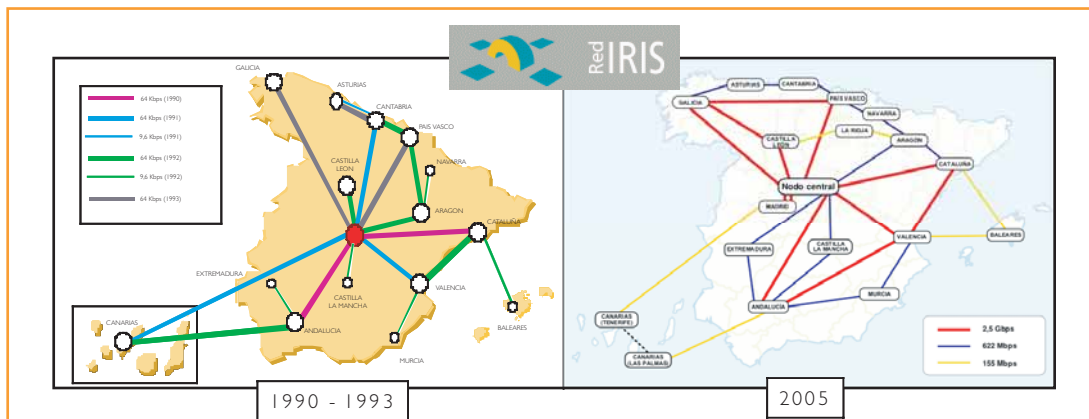 Red IRIS
64 Kbps (1990)
64 Kbps (1991)
9,6 Kbps (1991)
64 Kbps (1992)
9,6 Kbps (1992)
64 Kbps (1993)
GALICIA
ASTURIAS
CANTABRIA
PAIS VASCO
NAVARRA
CASTILLA
LEON
ARAGON
CATALUÑA
EXTREMADURA
CASTILLA
LA MANCHA
VALENCIA
BALEARES
CANARIAS
ANDALUCIA
MURCIA
1990 - 1993
ASTURIAS
CANTABRIA
GALICIA
PAIS VASCO
NAVARRA
LA RIOJA
CASTILLA
LEON
ARAGON
CATALUÑA
Nodo central
MADRID
VALENCIA
BALEARES
EXTREMADURA
CASTILLA
LA MANCHA
MURCIA
ANDALUCIA
CANARIAS
(TENERIFE)
CANARIAS
(LAS PALMAS)
2,5 Gbps
622 Mbps
155 Mbps
2005